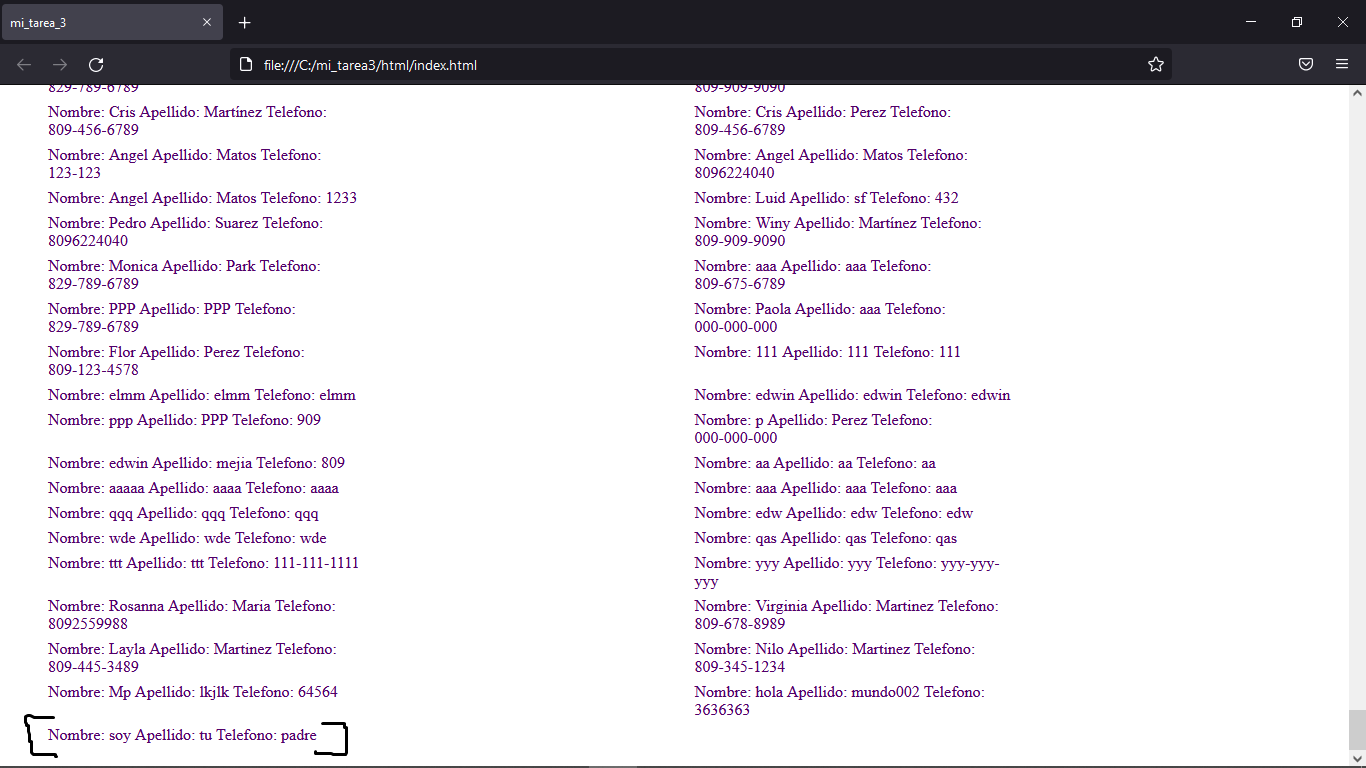 mi_tarea_3
file:///C:/mi_tarea3/html/index.html
829-789-6789
809-909-9090
Nombre: Cris Apellido: Martínez Telefono:
809-456-6789
Nombre: Cris Apellido: Perez Telefono:
809-456-6789
Nombre: Angel Apellido: Matos Telefono:
123-123
Nombre: Angel Apellido: Matos Telefono:
8096224040
Nombre: Angel Apellido: Matos Telefono: 1233
Nombre: Luid Apellido: sf Telefono: 432
Nombre: Pedro Apellido: Suarez Telefono:
8096224040
Nombre: Winy Apellido: Martínez Telefono:
809-909-9090
Nombre: Monica Apellido: Park Telefono:
829-789-6789
Nombre: aaa Apellido: aaa Telefono:
809-675-6789
Nombre: PPP Apellido: PPP Telefono:
829-789-6789
Nombre: Paola Apellido: aaa Telefono:
000-000-000
Nombre: Flor Apellido: Perez Telefono:
809-123-4578
Nombre: 111 Apellido: 111 Telefono: 111
Nombre: elmm Apellido: elmm Telefono: elmm
Nombre: edwin Apellido: edwin Telefono: edwin
Nombre: ppp Apellido: PPP Telefono: 909
Nombre: p Apellido: Perez Telefono:
000-000-000
Nombre: edwin Apellido: mejia Telefono: 809
Nombre: aa Apellido: aa Telefono: aa
Nombre: aaaaa Apellido: aaaa Telefono: aaaa
Nombre: aaa Apellido: aaa Telefono: aaa
Nombre: qqq Apellido: qqq Telefono: qqq
Nombre: edw Apellido: edw Telefono: edw
Nombre: wde Apellido: wde Telefono: wde
Nombre: qas Apellido: qas Telefono: qas
Nombre: ttt Apellido: ttt Telefono: 111-111-1111
Nombre: yyy Apellido: yyy Telefono: yyy-yyy-
yyy
Nombre: Rosanna Apellido: Maria Telefono:
8092559988
Nombre: Virginia Apellido: Martinez Telefono:
809-678-8989
Nombre: Layla Apellido: Martinez Telefono:
809-445-3489
Nombre: Nilo Apellido: Martinez Telefono:
809-345-1234
Nombre: Mp Apellido: lkjlk Telefono: 64564
Nombre: hola Apellido: mundo002 Telefono:
3636363
Nombre: soy Apellido: tu Telefono: padre